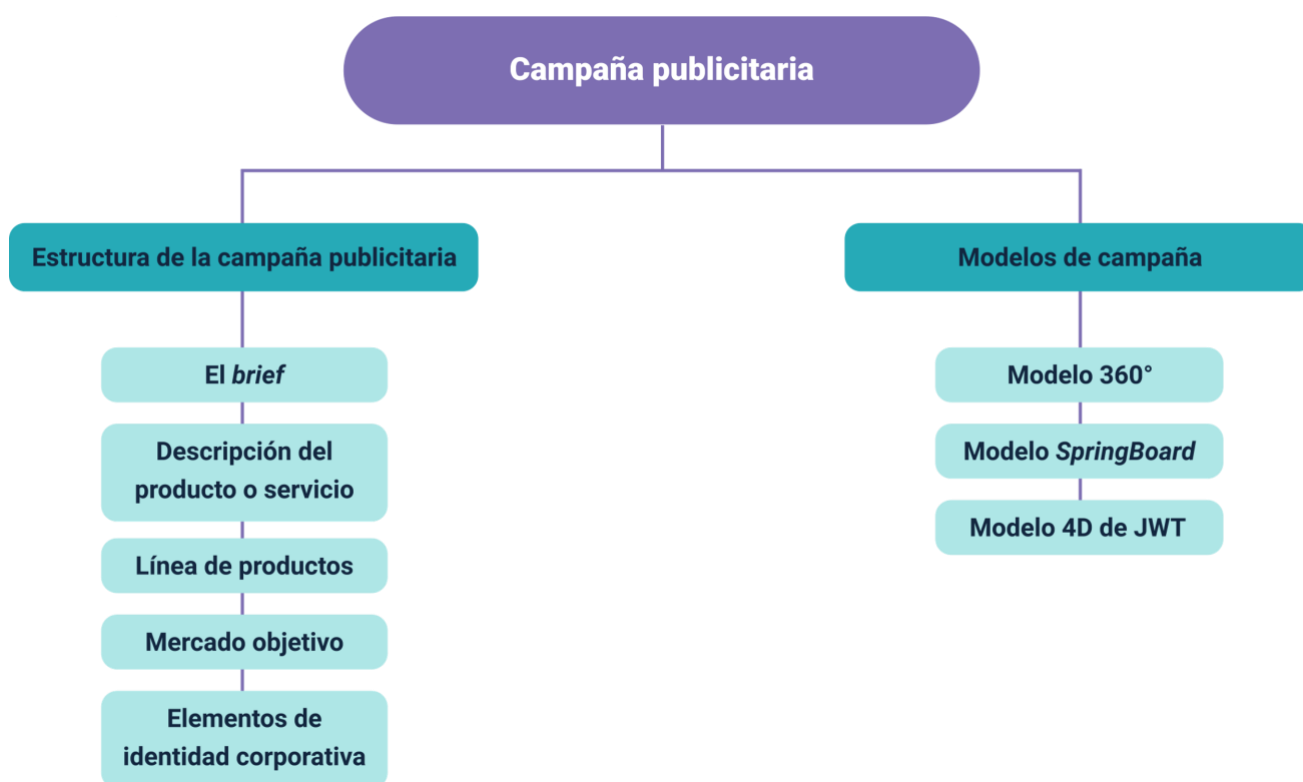 Campaña publicitaria
Estructura de la campaña publicitaria
El brief
Descripción del
producto o servicio
Línea de productos
Mercado objetivo
Elementos de
identidad corporativa
Modelos de campaña
Modelo 360°
Modelo SpringBoard
Modelo 4D de JWT